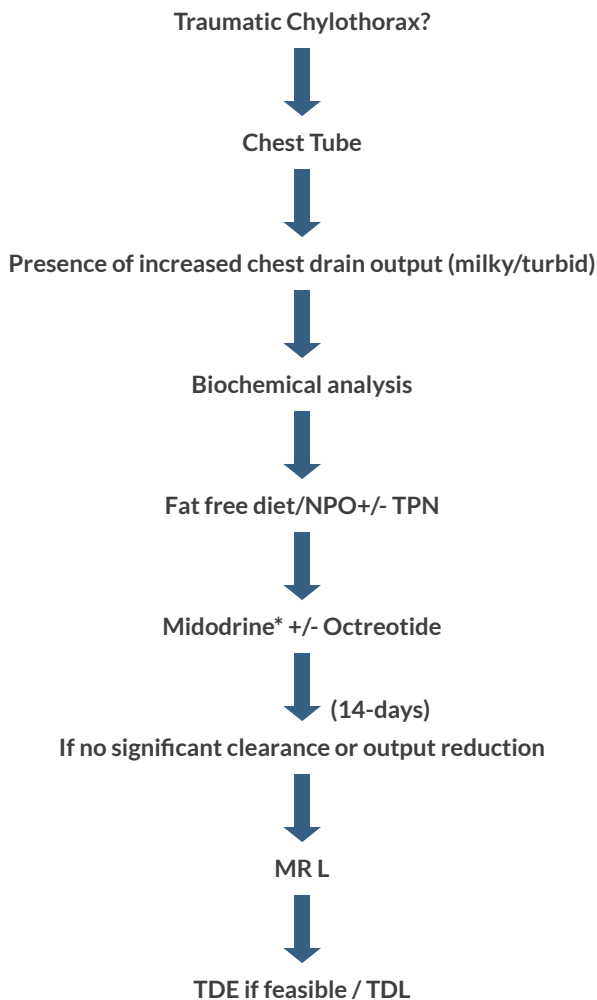 Traumatic Chylothorax?
Chest Tube
Presence of increased chest drain output (milky/turbid)
Biochemical analysis
Fat free diet/NPO+/- TPN
Midodrine* +/- Octreotide
(14-days)
If no significant clearance or output reduction
MR L
TDE if feasible / TDL